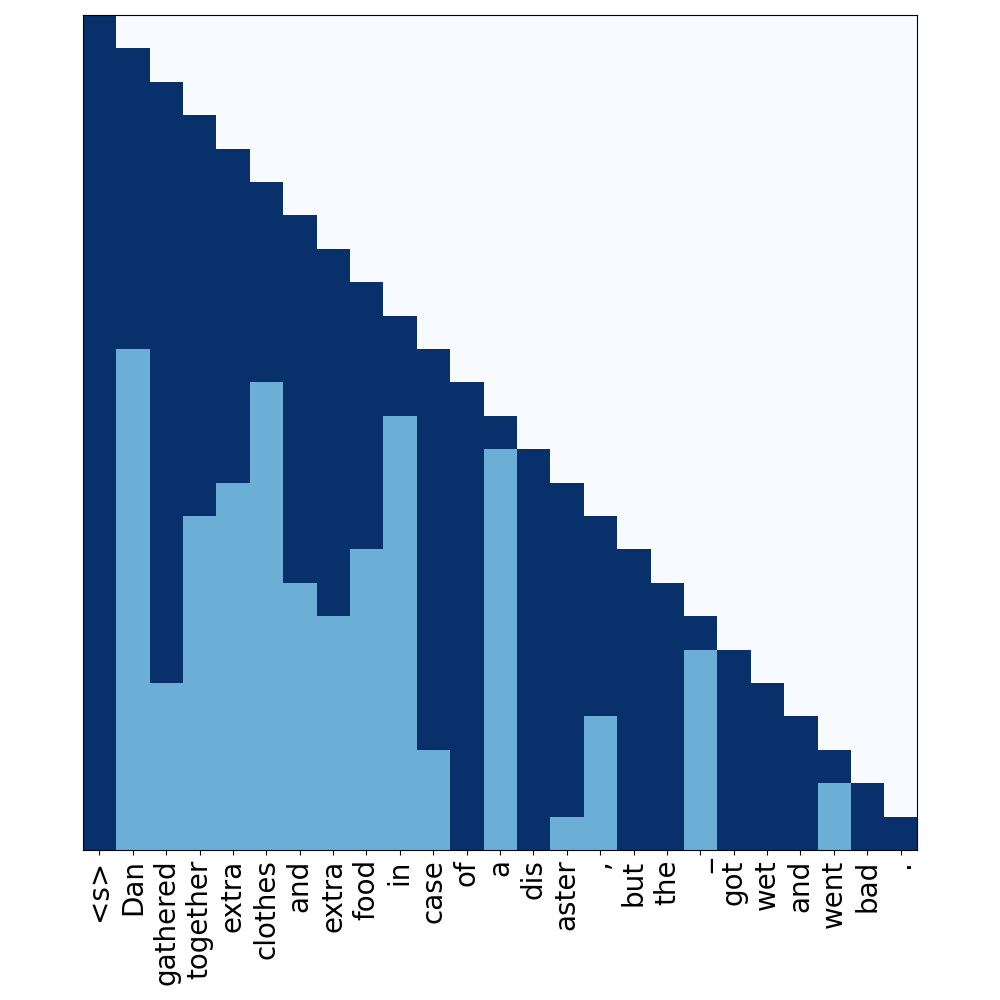 <s> Dan gathered together extra clothes and extra food in case of a dis aster , but the _ got wet and went bad .